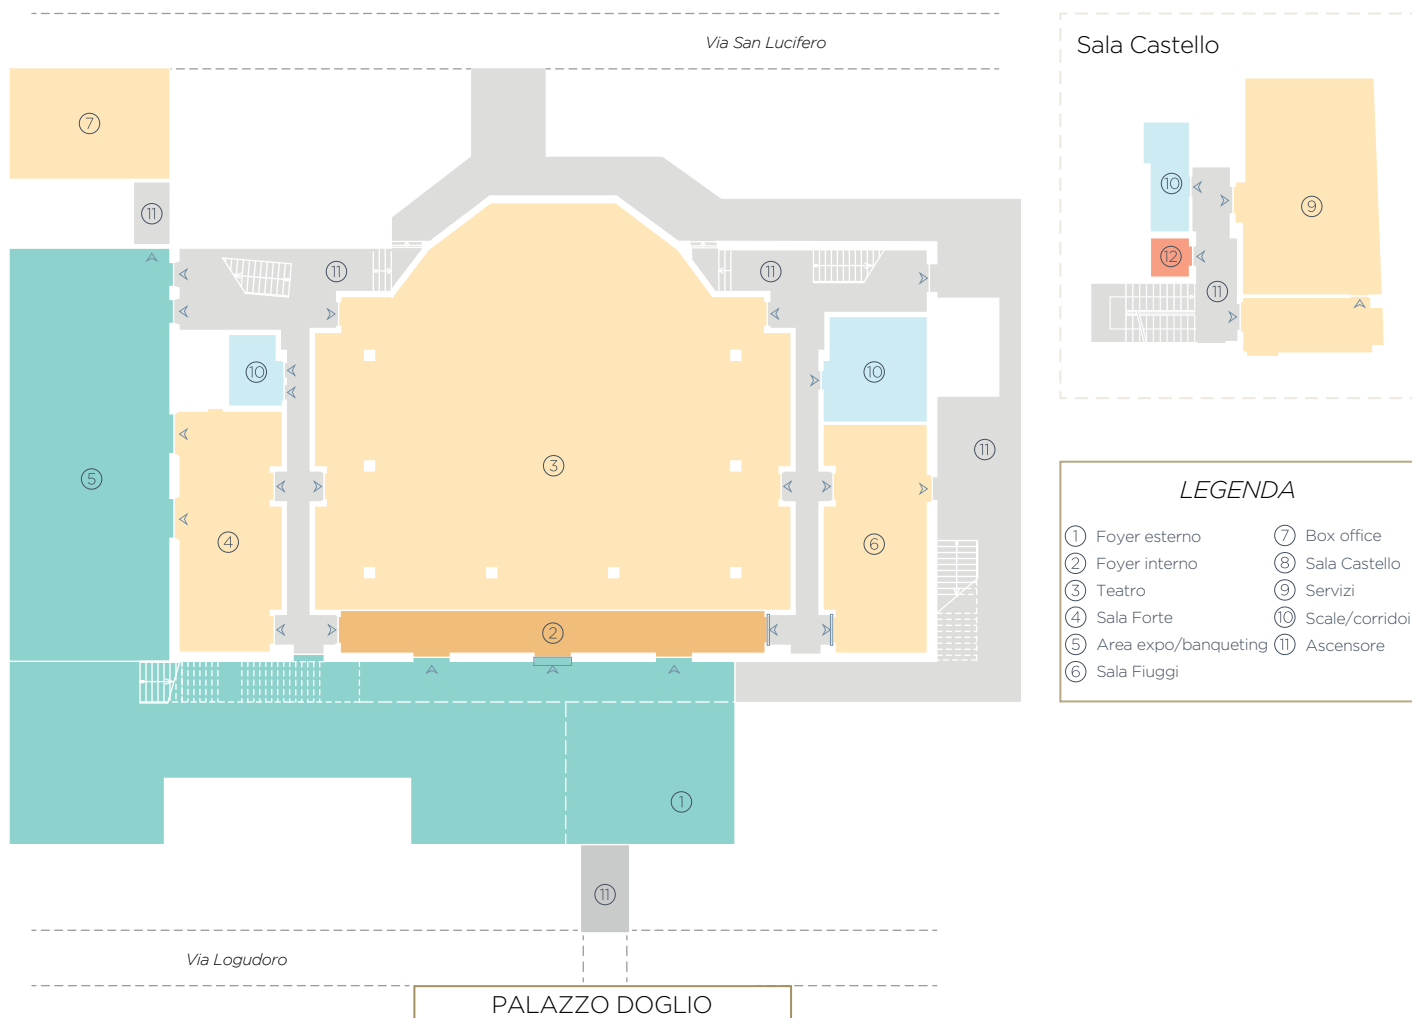 Via San Lucifero
Sala Castello
7
11
10
9
12
11
11
11
10
10
3
5
11
4
6
2
1
11
LEGENDA
1 Foyer esterno
2 Foyer interno
3 Teatro
4 Sala Forte
5 Area expo/banqueting
6 Sala Fiuggi
7 Box office
8 Sala Castello
9 Servizi
10 Scale/corridoi
11 Ascensore
Via Logudoro
PALAZZO DOGLIO